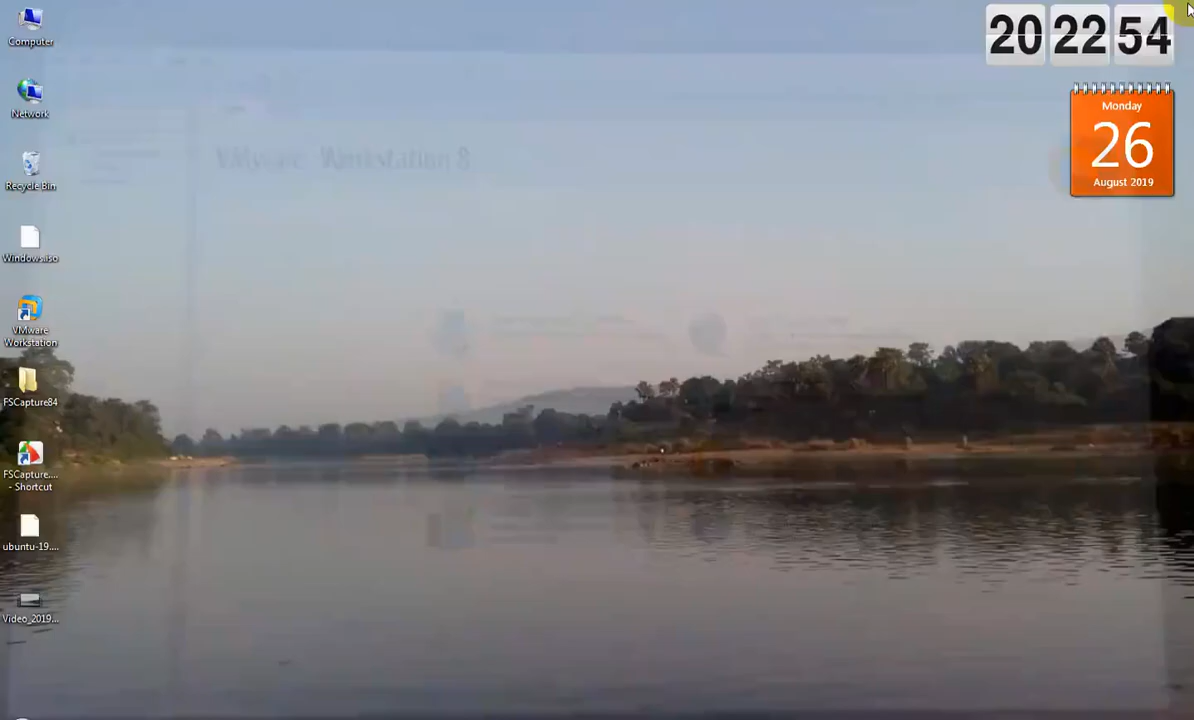 Computer
Network
Recycle Bin
Windows.iso
VMware
Workstation
FSCapture84
FSCapture....
- Shortcut
ubuntu-19....
Video_2019...
VMware Workstation 8
20 22 54
Monday
26
August 2019